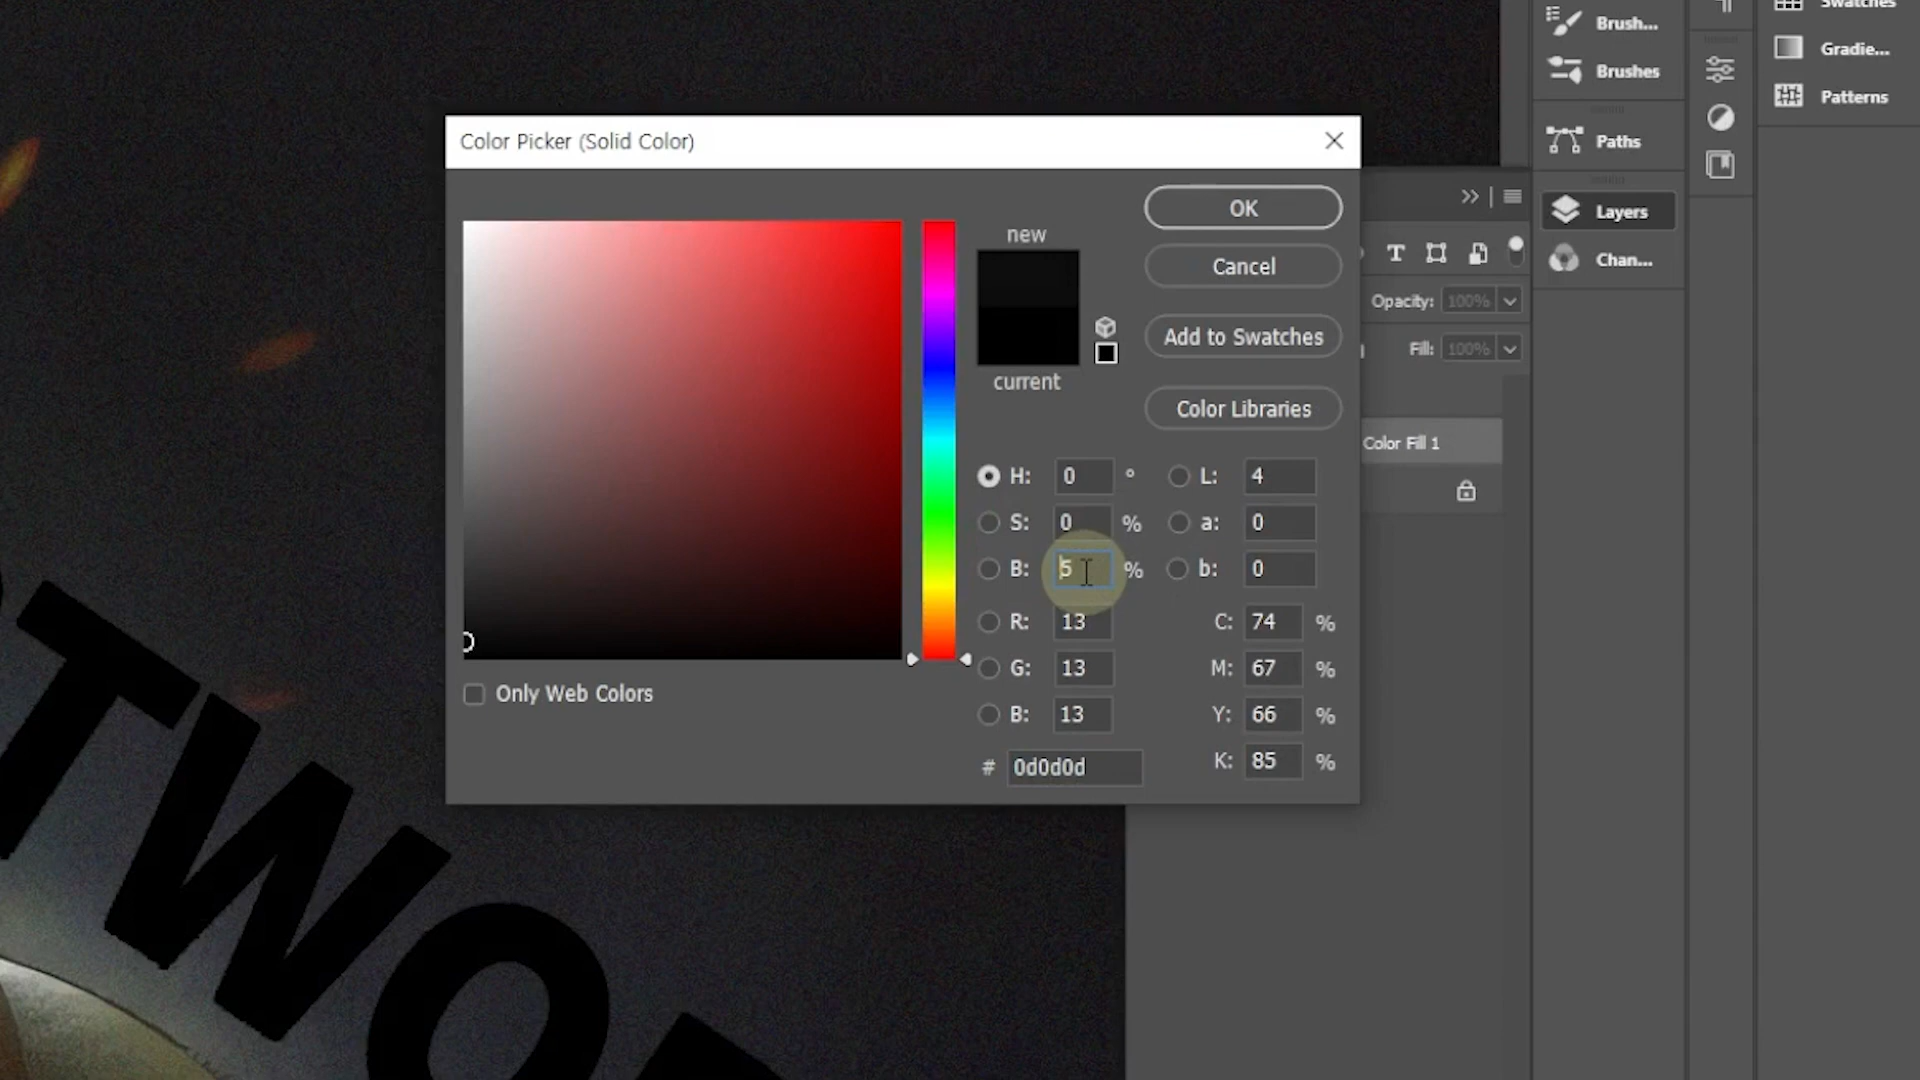 Brush...
Swatches
Gradie...
Brushes
Patterns
Color Picker (Solid Color)
Paths
OK
Layers
new
Cancel
Chan...
T
Opacity: 100%
Add to Swatches
Fill: 100%
current
Color Libraries
Color Fill 1
H: 0 °
L: 4
S: 0 %
a: 0
B: 5 %
b: 0
R: 13
C: 74 %
G: 13
M: 67 %
Only Web Colors
B: 13
Y: 66 %
# 0d0d0d
K: 85 %
TWO